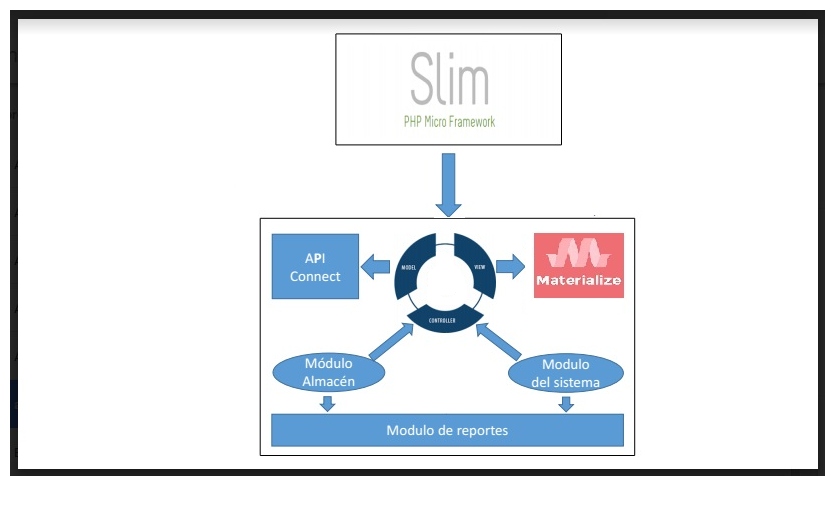 Slim
PHP Micro Framework
API
Connect
MODEL
VIEW
CONTROLLER
Materialize
Módulo
Almacén
Modulo
del sistema
Modulo de reportes